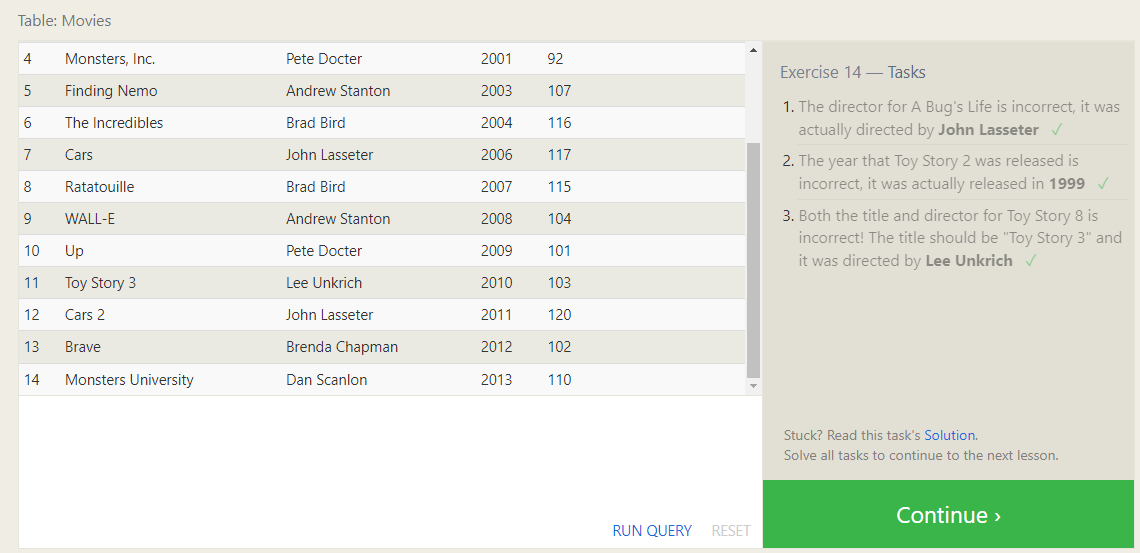 Table: Movies
4 Monsters, Inc. Pete Docter 2001 92
5 Finding Nemo Andrew Stanton 2003 107
6 The Incredibles Brad Bird 2004 116
7 Cars John Lasseter 2006 117
8 Ratatouille Brad Bird 2007 115
9 WALL-E Andrew Stanton 2008 104
10 Up Pete Docter 2009 101
11 Toy Story 3 Lee Unkrich 2010 103
12 Cars 2 John Lasseter 2011 120
13 Brave Brenda Chapman 2012 102
14 Monsters University Dan Scanlon 2013 110
RUN QUERY RESET
Exercise 14 — Tasks
1. The director for A Bug's Life is incorrect, it was
actually directed by John Lasseter ✓
2. The year that Toy Story 2 was released is
incorrect, it was actually released in 1999 ✓
3. Both the title and director for Toy Story 8 is
incorrect! The title should be "Toy Story 3" and
it was directed by Lee Unkrich ✓
Stuck? Read this task's Solution.
Solve all tasks to continue to the next lesson.
Continue ›